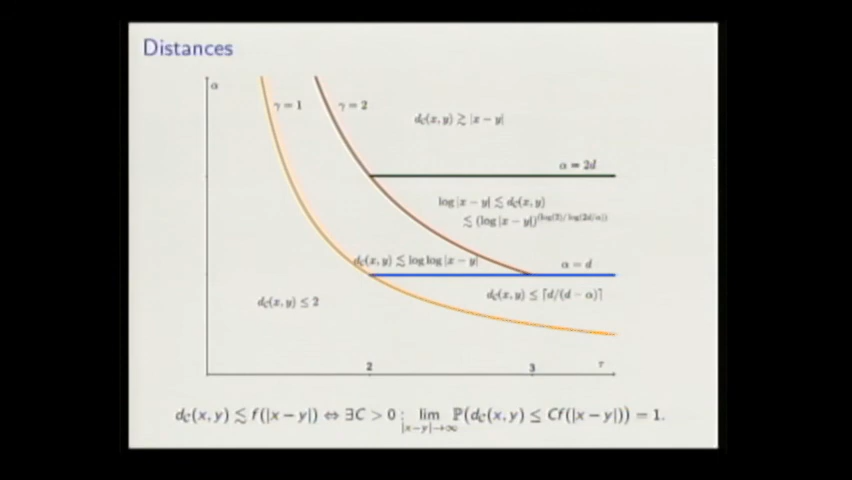 Distances
α
γ = 1
γ = 2
d_C(x, y) ≳ |x − y|
α = 2d
log |x − y| ≲ d_C(x, y)
≲ (log |x − y|)^(log(2)/log(2d/α))
d_C(x, y) ≲ log log |x − y|
α = d
d_C(x, y) ≤ 2
d_C(x, y) ≤ ⌈d/(d − α)⌉
2
3
τ
d_C(x, y) ≲ f(|x − y|) ⇔ ∃C > 0 : lim_{|x−y|→∞} ℙ(d_C(x, y) ≤ Cf(|x − y|)) = 1.